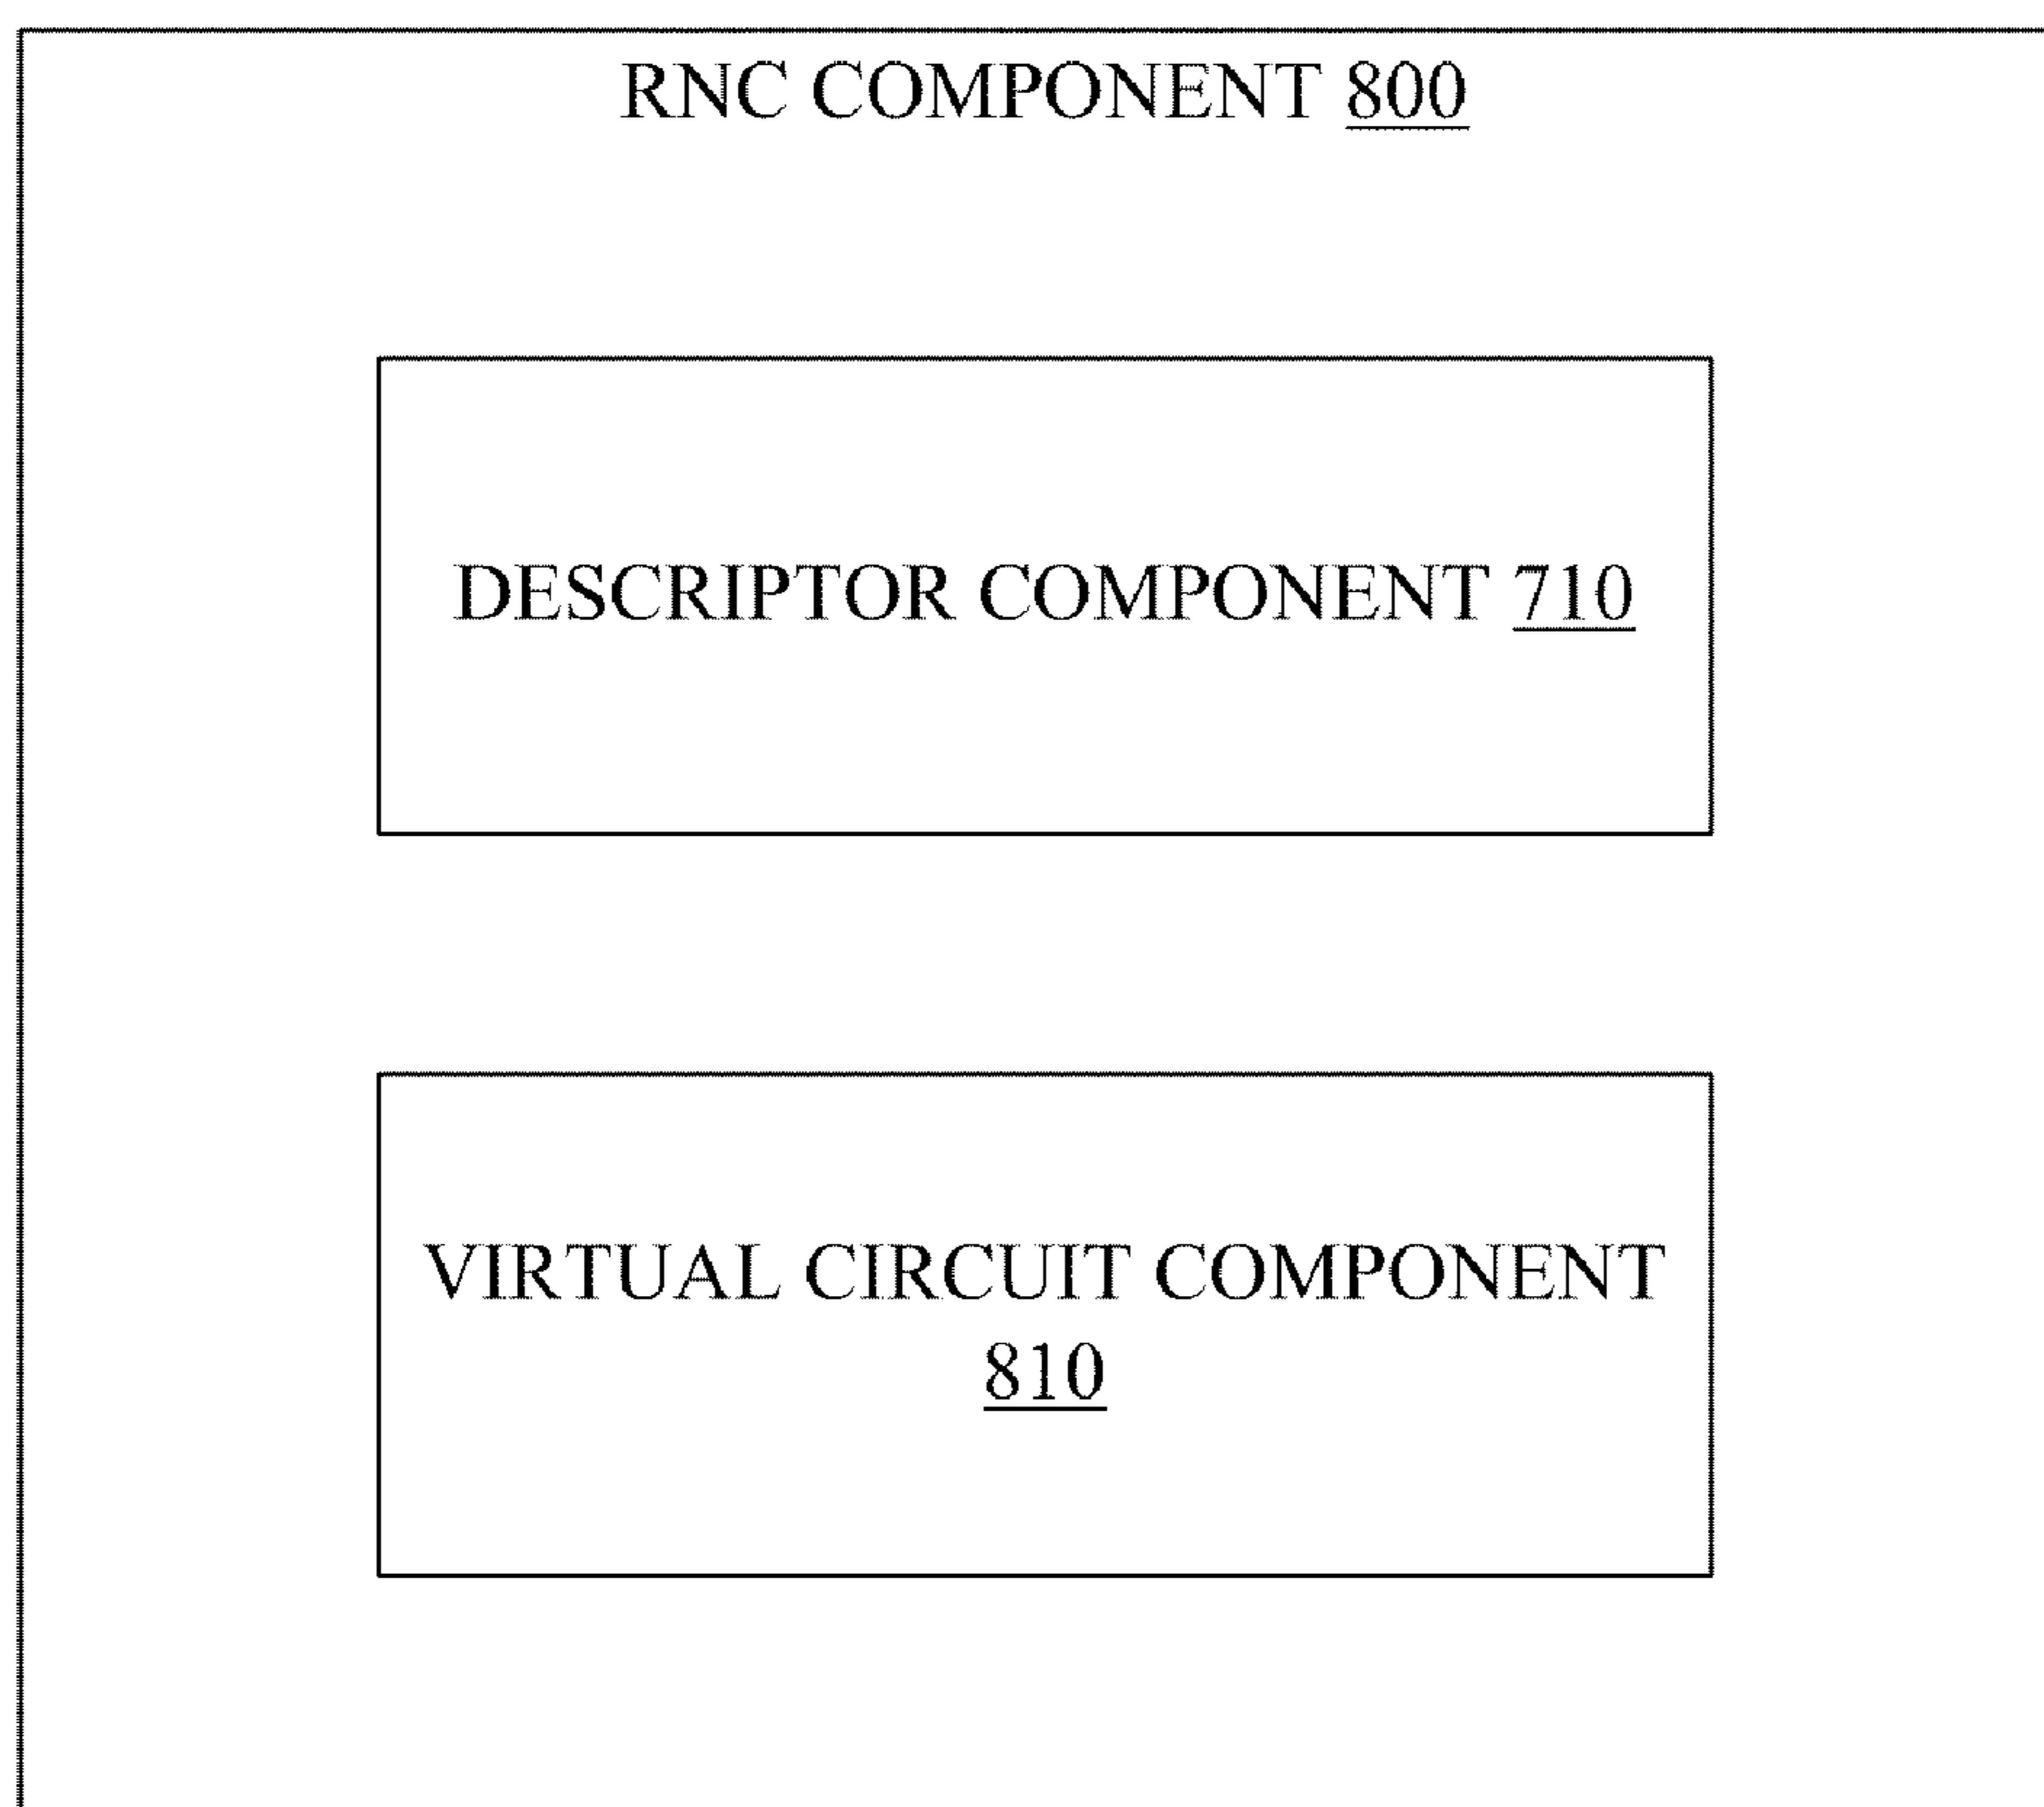 RNC COMPONENT 800
DESCRIPTOR COMPONENT 710
VIRTUAL CIRCUIT COMPONENT
810